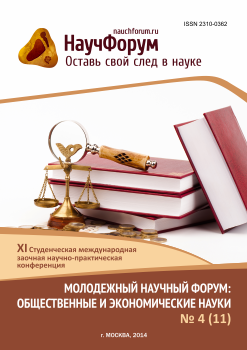 nauchforum.ru
ISSN 2310-0362
НаучФорум
Оставь свой след в науке
XI Студенческая международная
заочная научно-практическая
конференция
МОЛОДЕЖНЫЙ НАУЧНЫЙ ФОРУМ:
ОБЩЕСТВЕННЫЕ И ЭКОНОМИЧЕСКИЕ НАУКИ
№ 4 (11)
г. МОСКВА, 2014